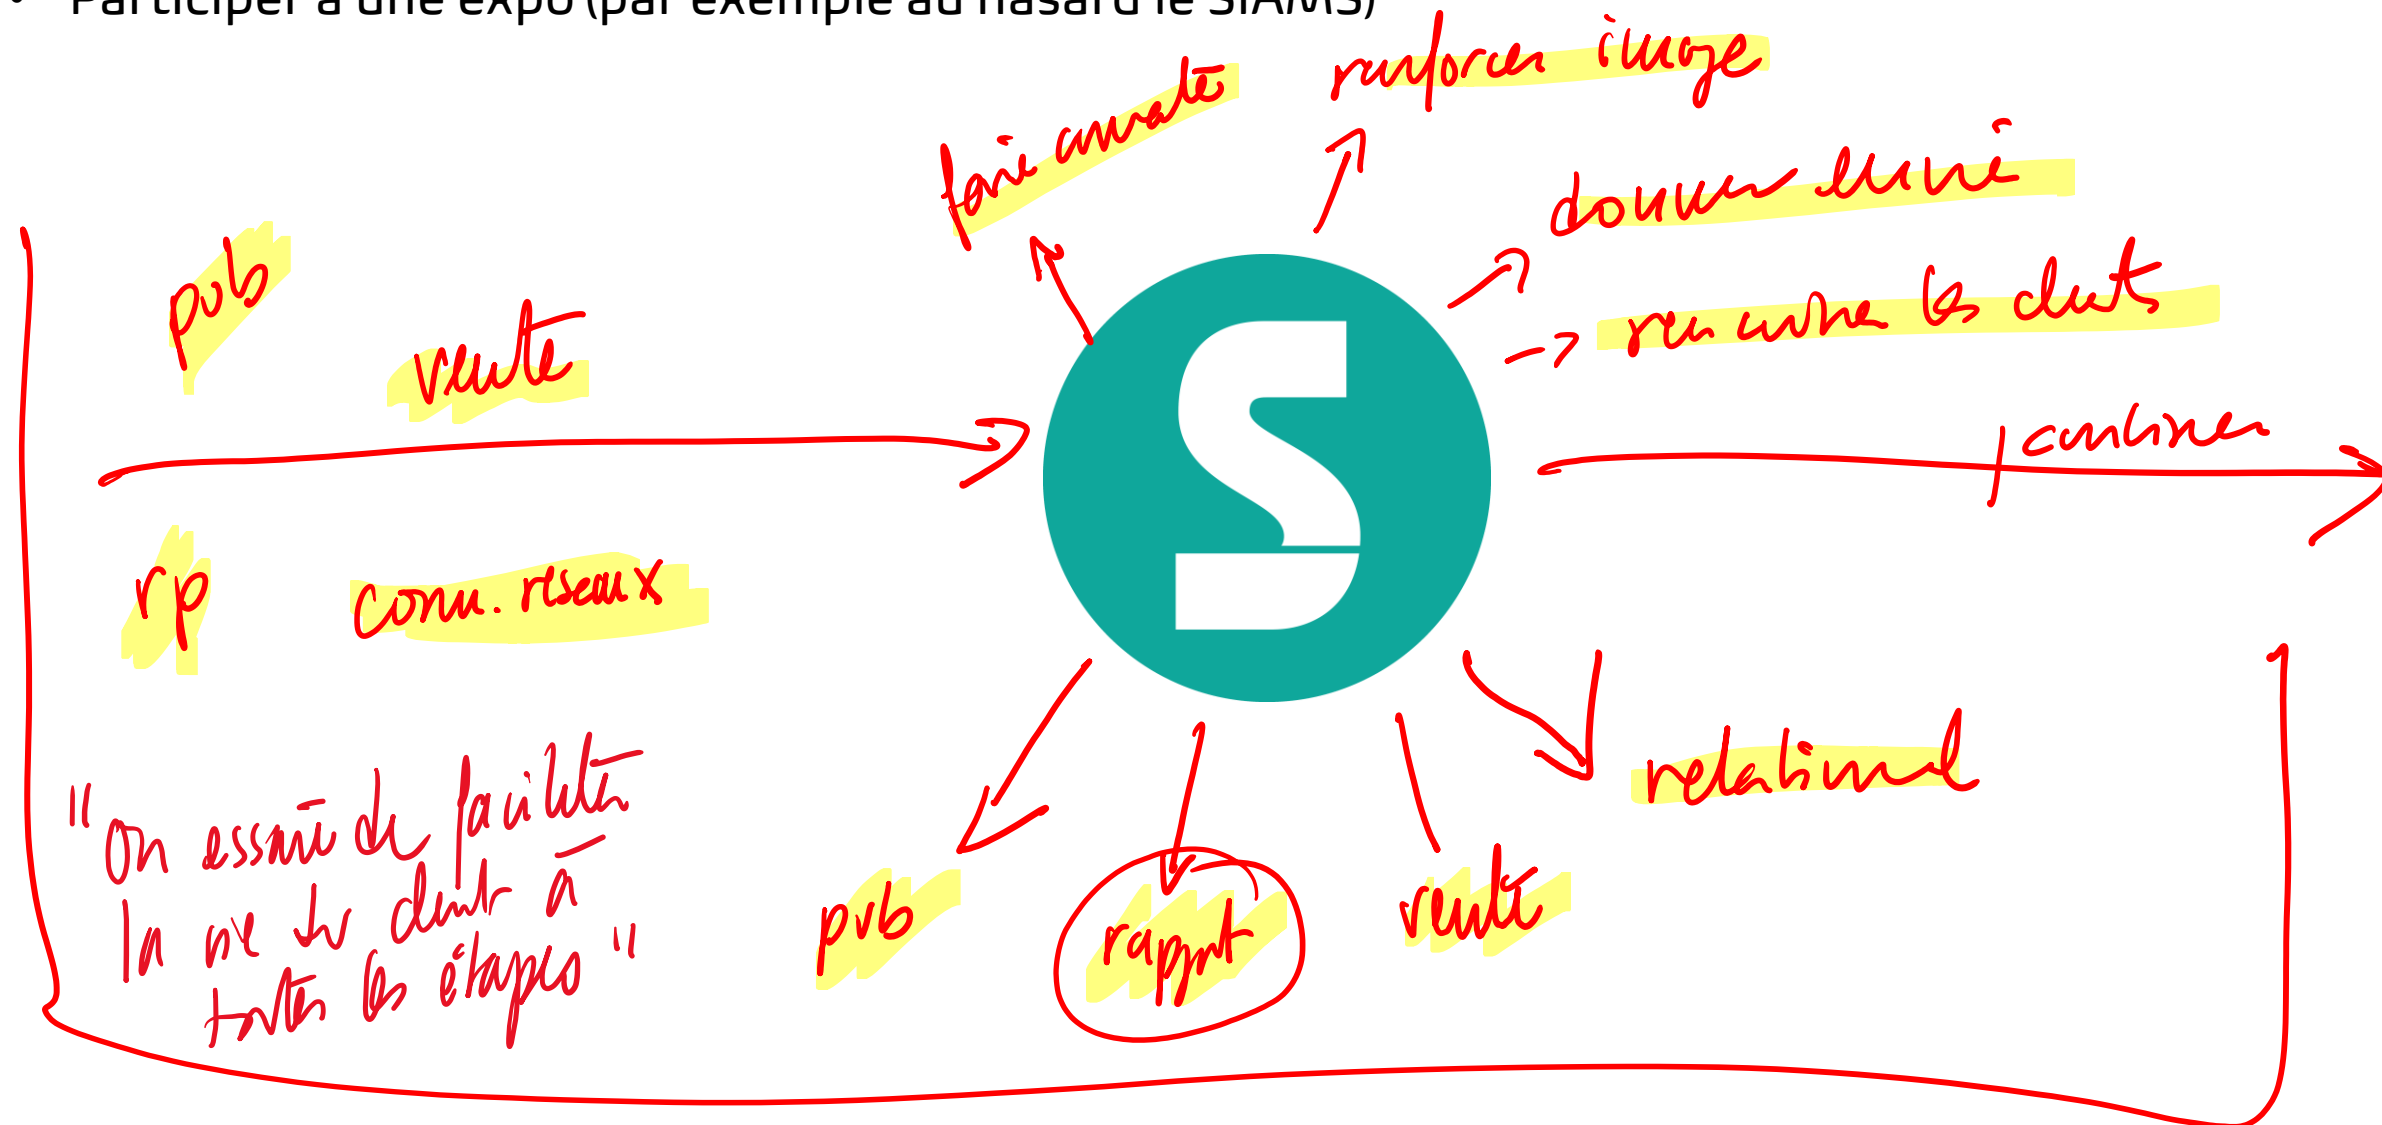 • Participer à une expo (par exemple au hasard le SIAMS)
renforcer image
faire connaître
donner envie
rencontrer les clients
pub
vente
continuer
rp
comm. réseaux
S
relationnel
"on essaie de faciliter
la vie du client à
toutes les étapes"
pub
rapport
vente